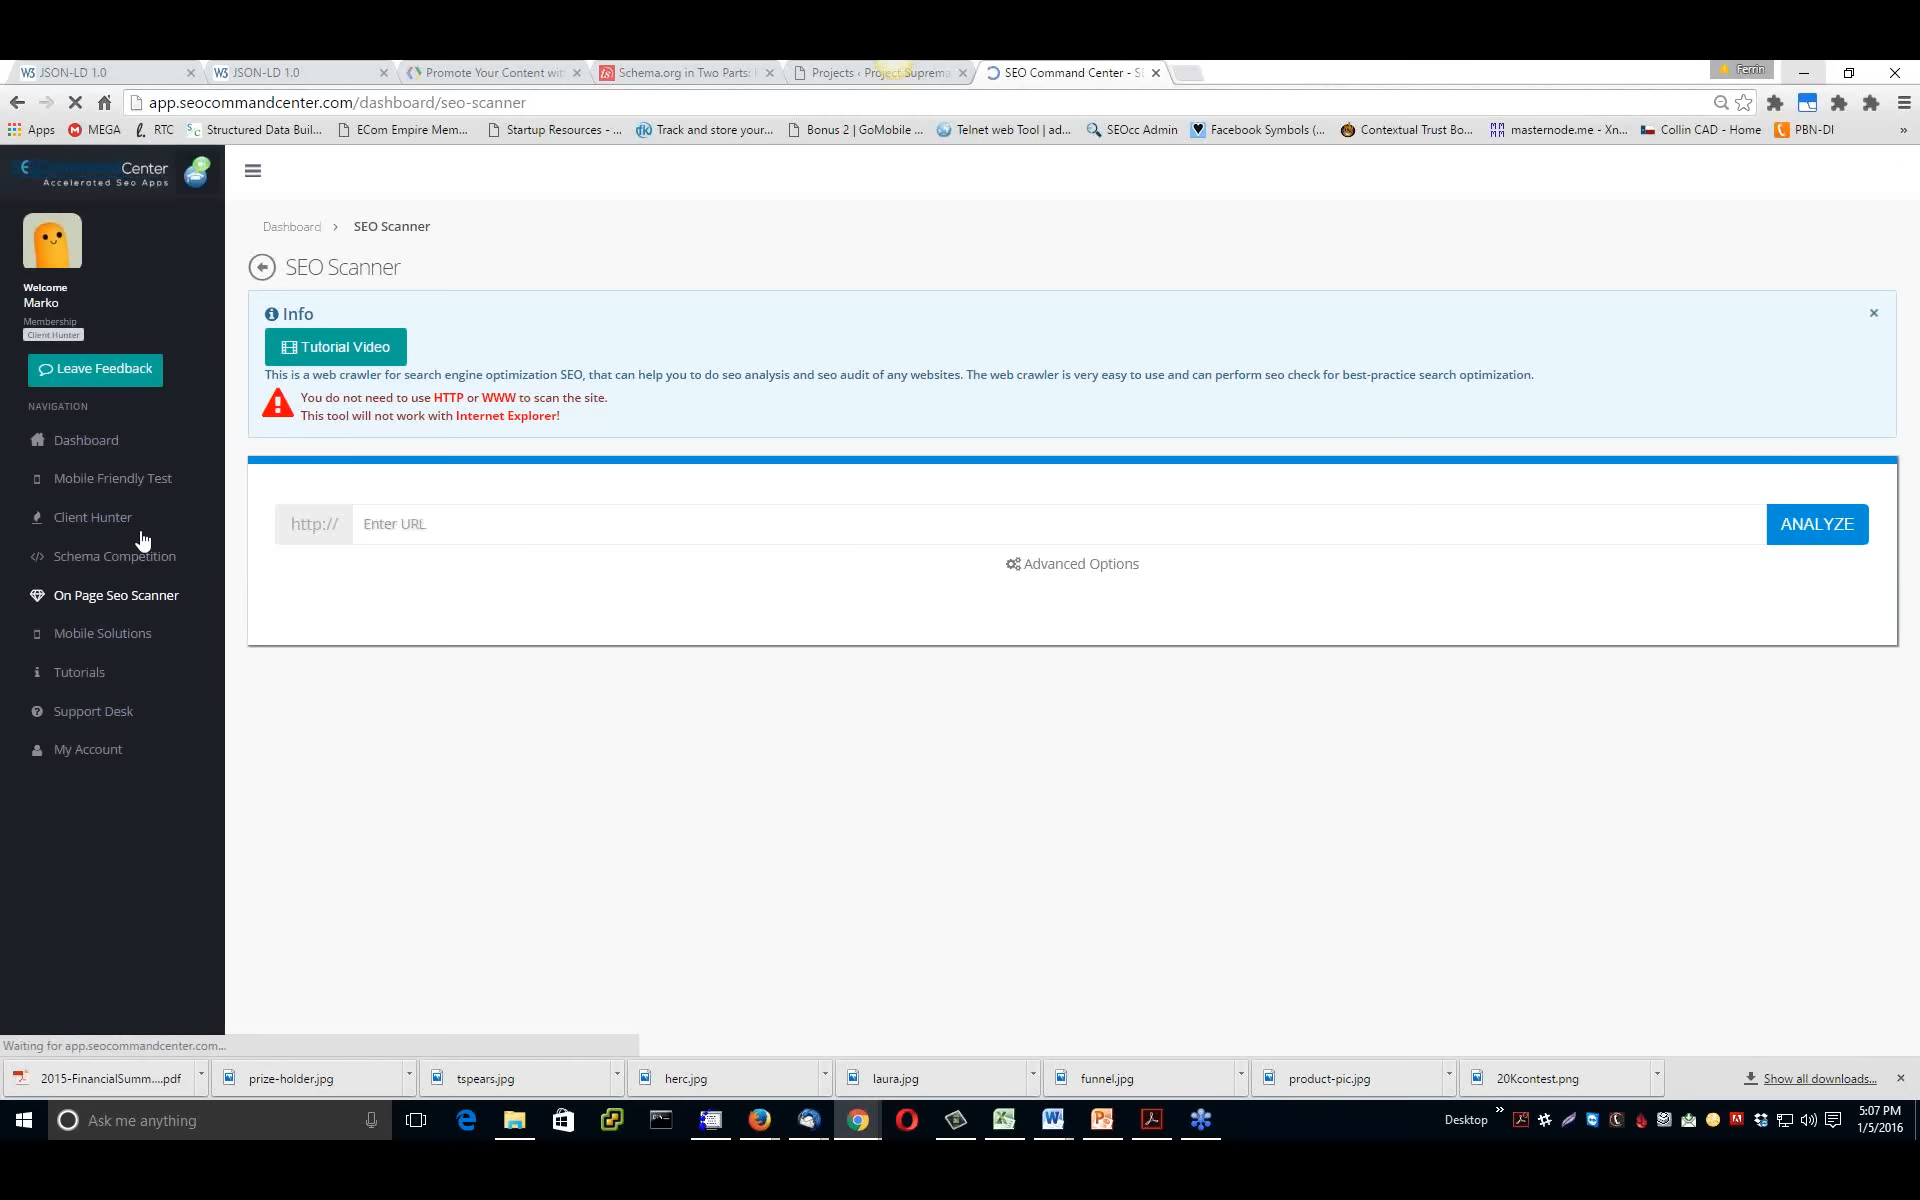 JSON-LD 1.0
JSON-LD 1.0
Promote Your Content wit
Schema.org in Two Parts:
Projects ‹ Project Suprema
SEO Command Center - S
Ferrin
app.seocommandcenter.com/dashboard/seo-scanner
Apps
MEGA
RTC
Structured Data Buil...
ECom Empire Mem...
Startup Resources - ...
Track and store your...
Bonus 2 | GoMobile ...
Telnet web Tool | ad...
SEOcc Admin
Facebook Symbols (...
Contextual Trust Bo...
masternode.me - Xn...
Collin CAD - Home
PBN-DI
»
Center
Accelerated Seo Apps
Welcome
Marko
Membership
Client Hunter
Leave Feedback
NAVIGATION
Dashboard
Mobile Friendly Test
Client Hunter
Schema Competition
On Page Seo Scanner
Mobile Solutions
Tutorials
Support Desk
My Account
Dashboard › SEO Scanner
SEO Scanner
Info
Tutorial Video
This is a web crawler for search engine optimization SEO, that can help you to do seo analysis and seo audit of any websites. The web crawler is very easy to use and can perform seo check for best-practice search optimization.
You do not need to use HTTP or WWW to scan the site.
This tool will not work with Internet Explorer!
http:// Enter URL ANALYZE
Advanced Options
Waiting for app.seocommandcenter.com...
2015-FinancialSumm....pdf
prize-holder.jpg
tspears.jpg
herc.jpg
laura.jpg
funnel.jpg
product-pic.jpg
20Kcontest.png
Show all downloads...
Ask me anything
Desktop
5:07 PM
1/5/2016